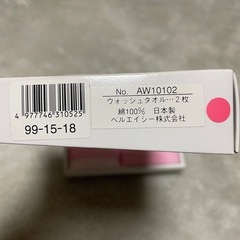 No. AW10102
ウォッシュタオル…2枚
綿100% 日本製
ベルエイシー株式会社
4 977746 310525
99-15-18